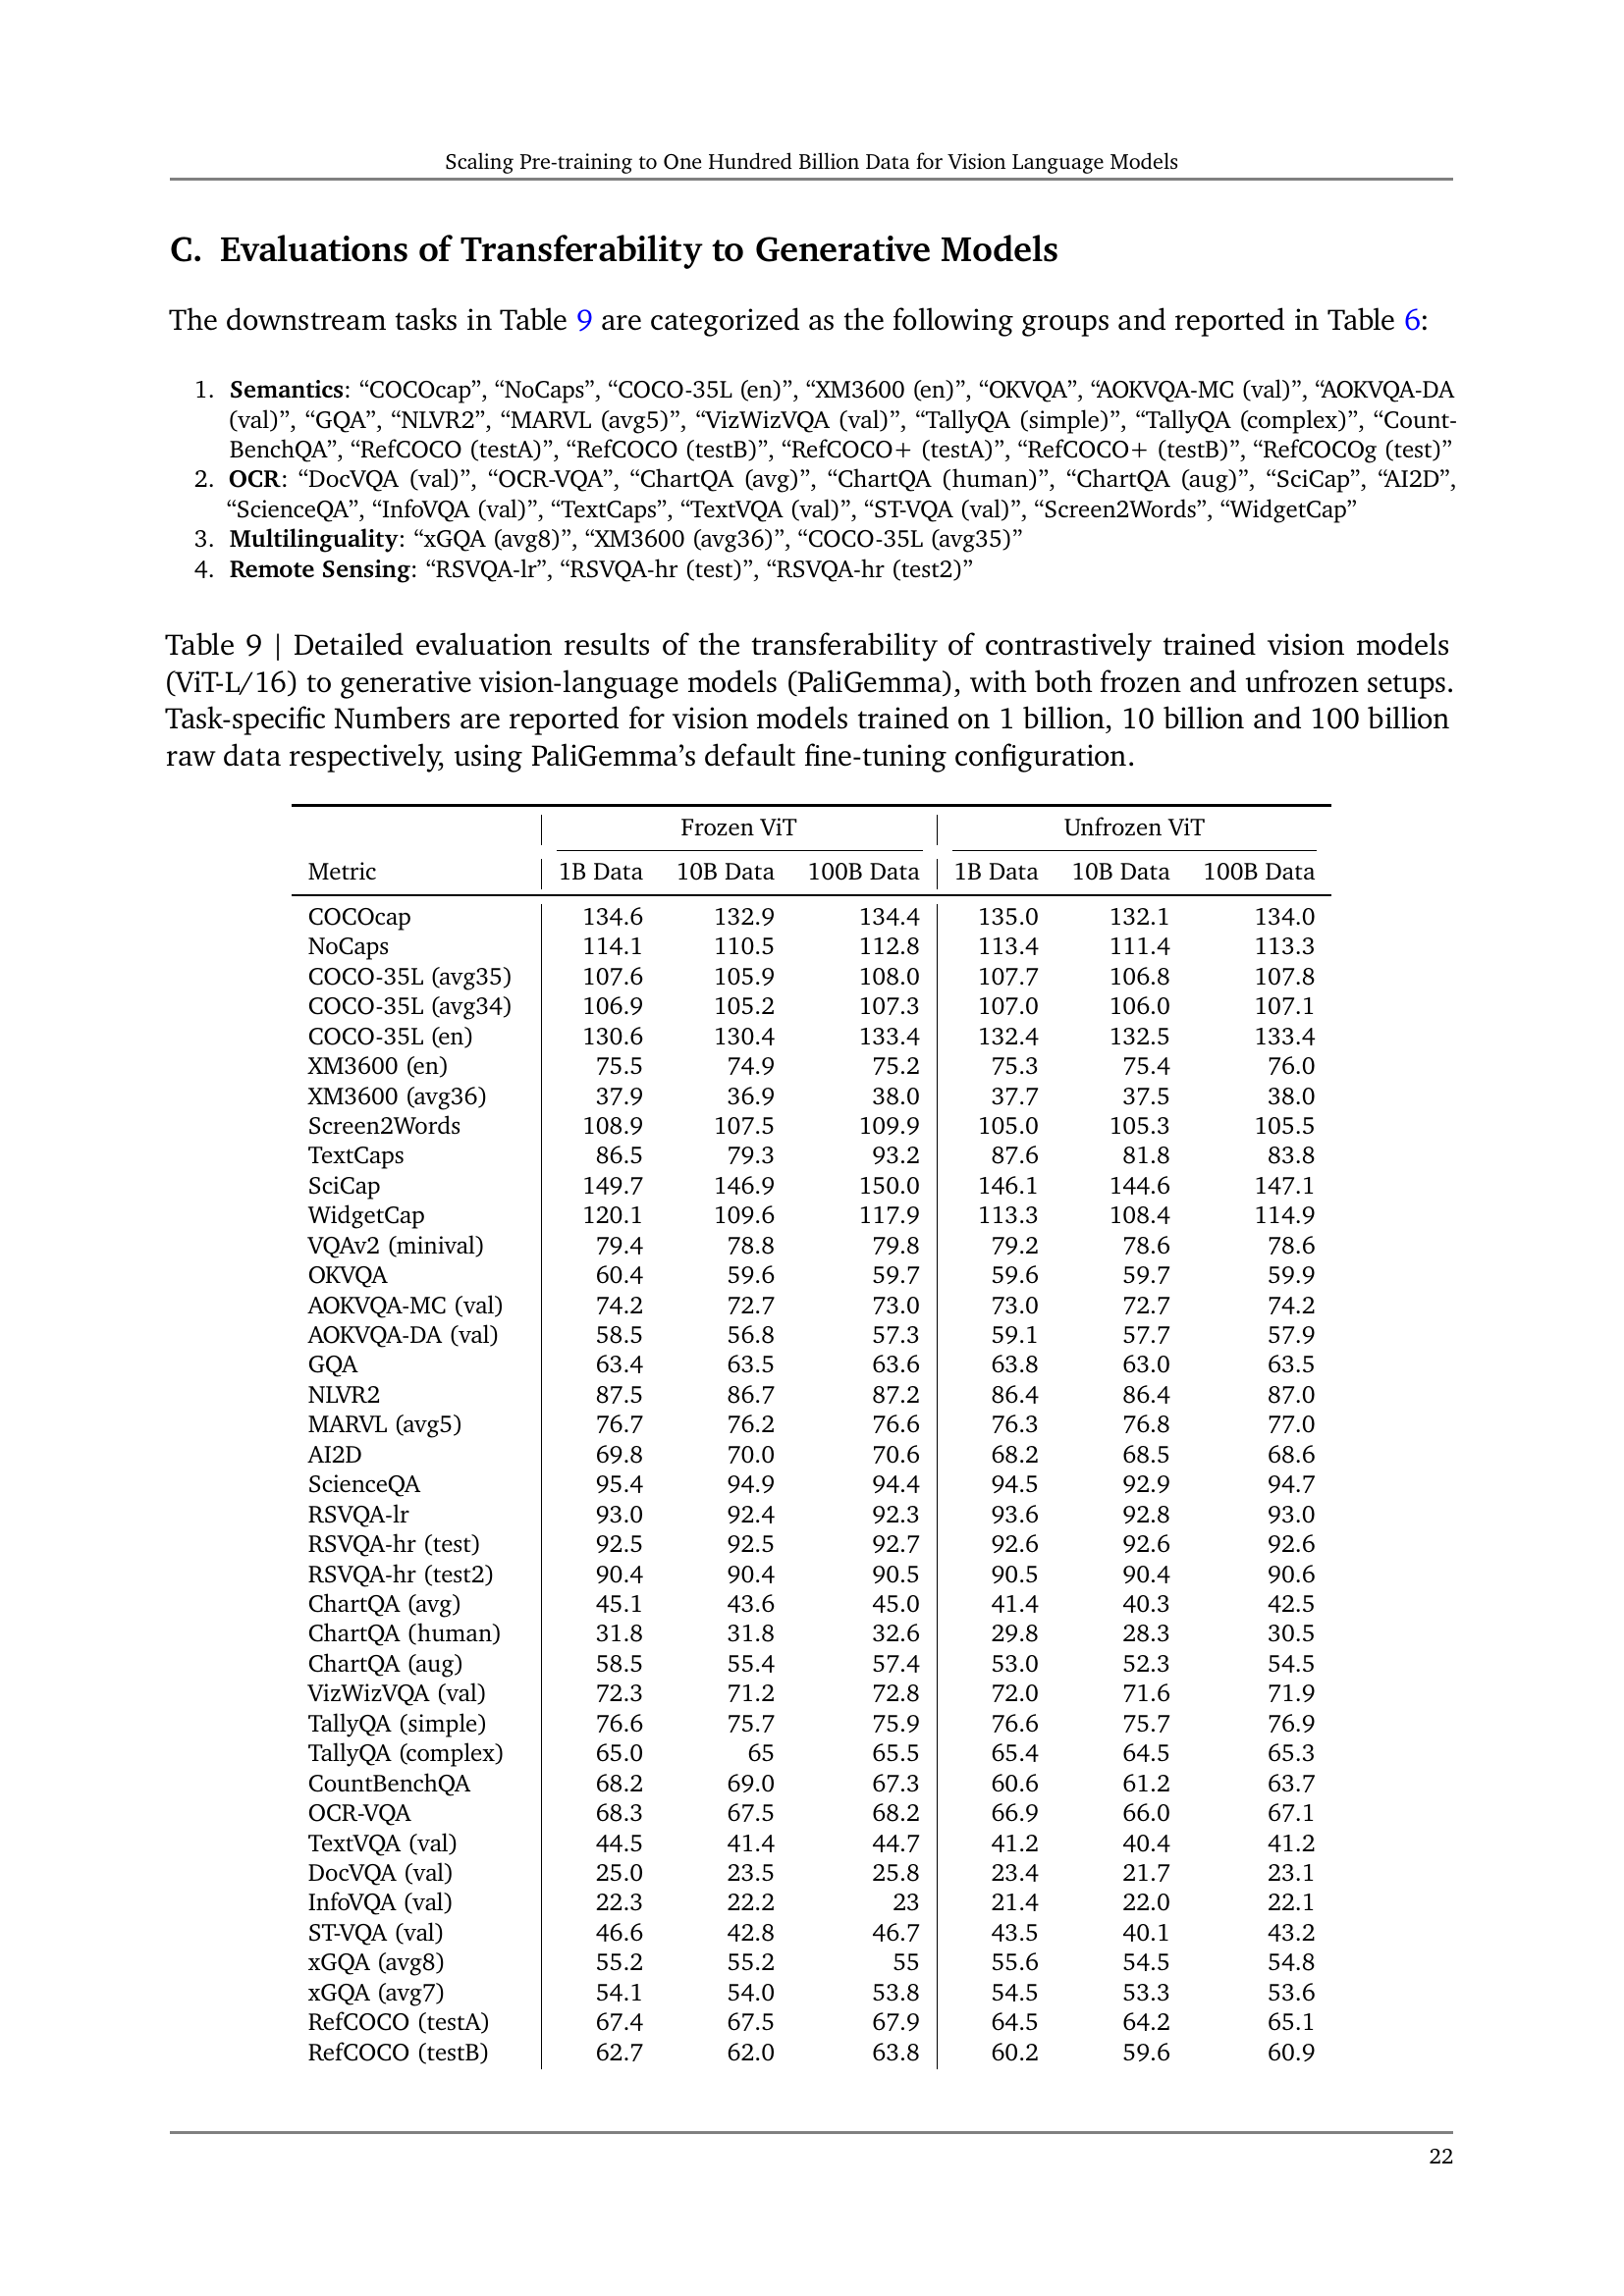 Scaling Pre-training to One Hundred Billion Data for Vision Language Models
C. Evaluations of Transferability to Generative Models
The downstream tasks in Table 9 are categorized as the following groups and reported in Table 6:
1. Semantics: “COCOcap”, “NoCaps”, “COCO-35L (en)”, “XM3600 (en)”, “OKVQA”, “AOKVQA-MC (val)”, “AOKVQA-DA
(val)”, “GQA”, “NLVR2”, “MARVL (avg5)”, “VizWizVQA (val)”, “TallyQA (simple)”, “TallyQA (complex)”, “Count-
BenchQA”, “RefCOCO (testA)”, “RefCOCO (testB)”, “RefCOCO+ (testA)”, “RefCOCO+ (testB)”, “RefCOCOg (test)”
2. OCR: “DocVQA (val)”, “OCR-VQA”, “ChartQA (avg)”, “ChartQA (human)”, “ChartQA (aug)”, “SciCap”, “AI2D”,
“ScienceQA”, “InfoVQA (val)”, “TextCaps”, “TextVQA (val)”, “ST-VQA (val)”, “Screen2Words”, “WidgetCap”
3. Multilinguality: “xGQA (avg8)”, “XM3600 (avg36)”, “COCO-35L (avg35)”
4. Remote Sensing: “RSVQA-lr”, “RSVQA-hr (test)”, “RSVQA-hr (test2)”
Table 9 | Detailed evaluation results of the transferability of contrastively trained vision models
(ViT-L/16) to generative vision-language models (PaliGemma), with both frozen and unfrozen setups.
Task-specific Numbers are reported for vision models trained on 1 billion, 10 billion and 100 billion
raw data respectively, using PaliGemma’s default fine-tuning configuration.
Frozen ViT Unfrozen ViT
Metric 1B Data 10B Data 100B Data 1B Data 10B Data 100B Data
COCOcap 134.6 132.9 134.4 135.0 132.1 134.0
NoCaps 114.1 110.5 112.8 113.4 111.4 113.3
COCO-35L (avg35) 107.6 105.9 108.0 107.7 106.8 107.8
COCO-35L (avg34) 106.9 105.2 107.3 107.0 106.0 107.1
COCO-35L (en) 130.6 130.4 133.4 132.4 132.5 133.4
XM3600 (en) 75.5 74.9 75.2 75.3 75.4 76.0
XM3600 (avg36) 37.9 36.9 38.0 37.7 37.5 38.0
Screen2Words 108.9 107.5 109.9 105.0 105.3 105.5
TextCaps 86.5 79.3 93.2 87.6 81.8 83.8
SciCap 149.7 146.9 150.0 146.1 144.6 147.1
WidgetCap 120.1 109.6 117.9 113.3 108.4 114.9
VQAv2 (minival) 79.4 78.8 79.8 79.2 78.6 78.6
OKVQA 60.4 59.6 59.7 59.6 59.7 59.9
AOKVQA-MC (val) 74.2 72.7 73.0 73.0 72.7 74.2
AOKVQA-DA (val) 58.5 56.8 57.3 59.1 57.7 57.9
GQA 63.4 63.5 63.6 63.8 63.0 63.5
NLVR2 87.5 86.7 87.2 86.4 86.4 87.0
MARVL (avg5) 76.7 76.2 76.6 76.3 76.8 77.0
AI2D 69.8 70.0 70.6 68.2 68.5 68.6
ScienceQA 95.4 94.9 94.4 94.5 92.9 94.7
RSVQA-lr 93.0 92.4 92.3 93.6 92.8 93.0
RSVQA-hr (test) 92.5 92.5 92.7 92.6 92.6 92.6
RSVQA-hr (test2) 90.4 90.4 90.5 90.5 90.4 90.6
ChartQA (avg) 45.1 43.6 45.0 41.4 40.3 42.5
ChartQA (human) 31.8 31.8 32.6 29.8 28.3 30.5
ChartQA (aug) 58.5 55.4 57.4 53.0 52.3 54.5
VizWizVQA (val) 72.3 71.2 72.8 72.0 71.6 71.9
TallyQA (simple) 76.6 75.7 75.9 76.6 75.7 76.9
TallyQA (complex) 65.0 65 65.5 65.4 64.5 65.3
CountBenchQA 68.2 69.0 67.3 60.6 61.2 63.7
OCR-VQA 68.3 67.5 68.2 66.9 66.0 67.1
TextVQA (val) 44.5 41.4 44.7 41.2 40.4 41.2
DocVQA (val) 25.0 23.5 25.8 23.4 21.7 23.1
InfoVQA (val) 22.3 22.2 23 21.4 22.0 22.1
ST-VQA (val) 46.6 42.8 46.7 43.5 40.1 43.2
xGQA (avg8) 55.2 55.2 55 55.6 54.5 54.8
xGQA (avg7) 54.1 54.0 53.8 54.5 53.3 53.6
RefCOCO (testA) 67.4 67.5 67.9 64.5 64.2 65.1
RefCOCO (testB) 62.7 62.0 63.8 60.2 59.6 60.9
22